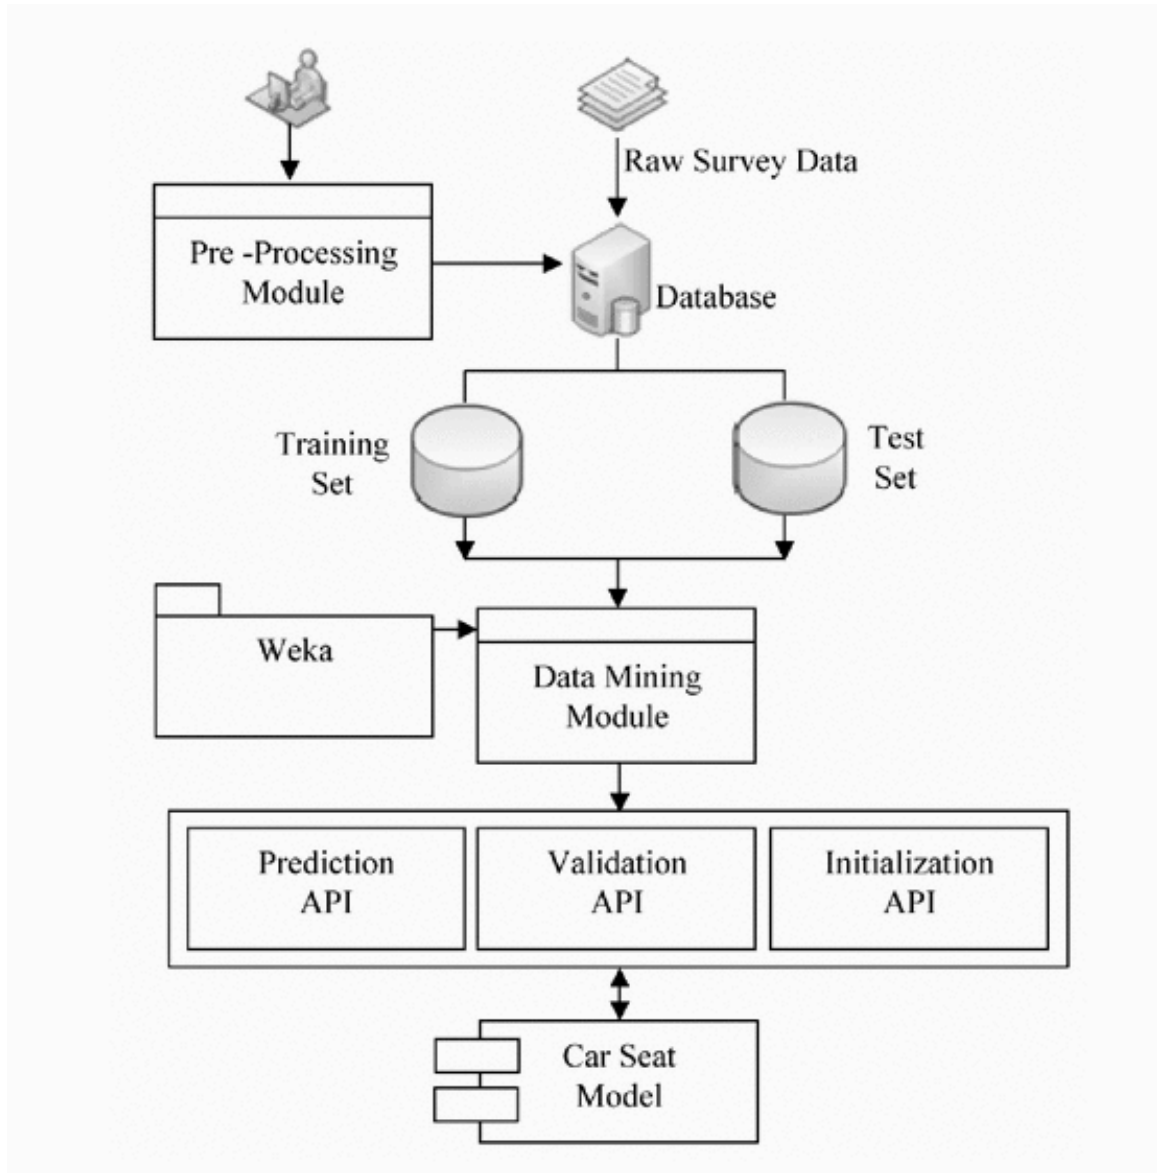 Raw Survey Data
Pre -Processing
Module
Database
Training
Set
Test
Set
Weka
Data Mining
Module
Prediction
API
Validation
API
Initialization
API
Car Seat
Model